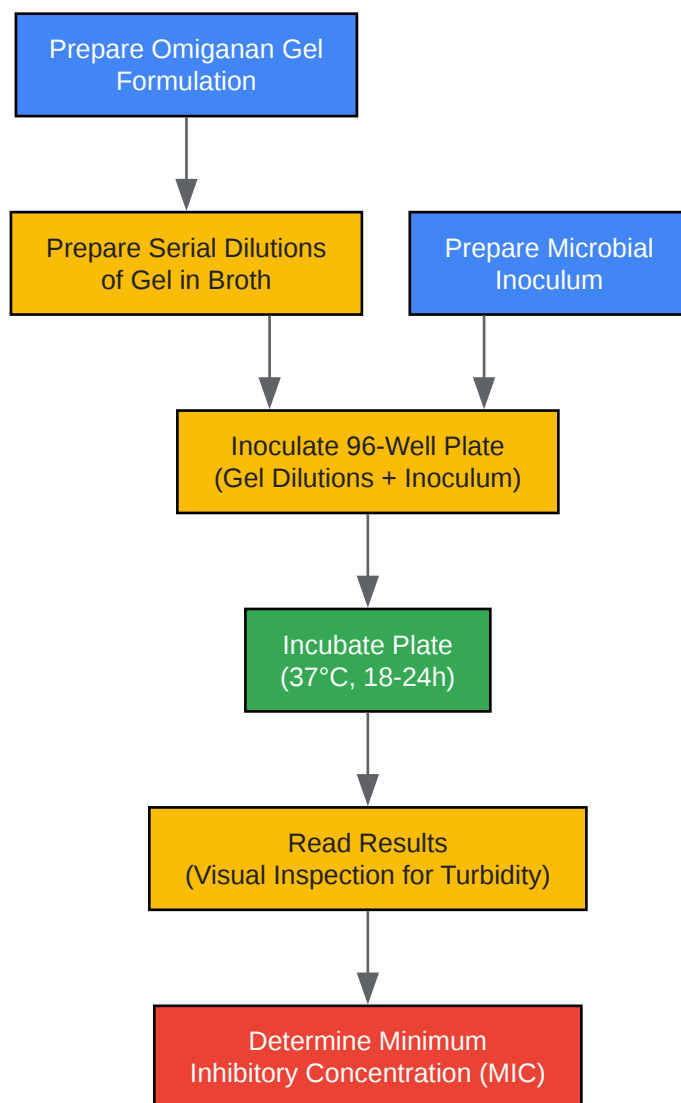 Prepare Omiganan Gel
Formulation
Prepare Serial Dilutions
of Gel in Broth
Prepare Microbial
Inoculum
Inoculate 96-Well Plate
(Gel Dilutions + Inoculum)
Incubate Plate
(37°C, 18-24h)
Read Results
(Visual Inspection for Turbidity)
Determine Minimum
Inhibitory Concentration (MIC)